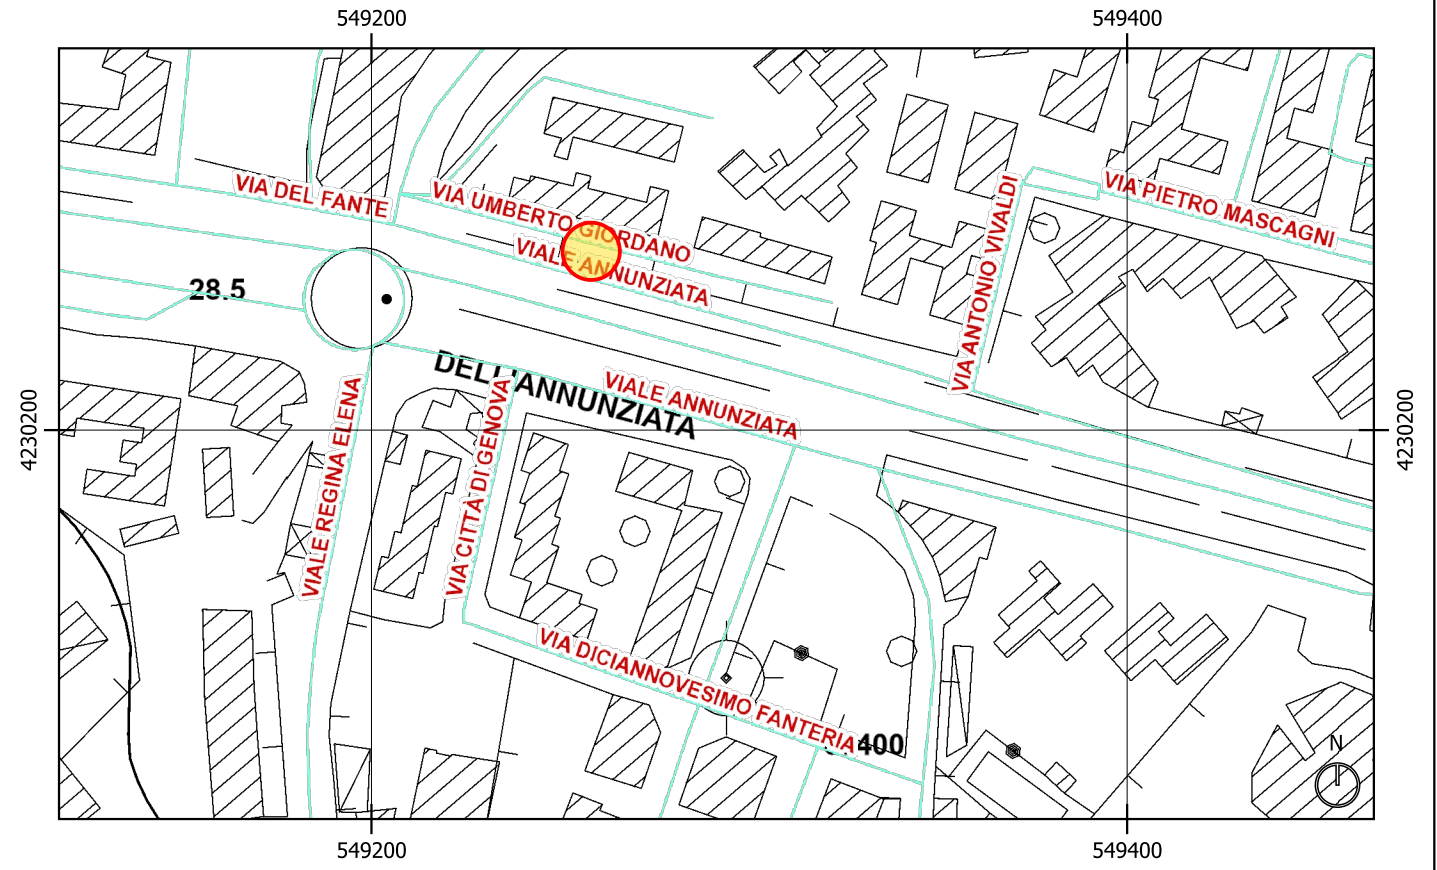 549200
549400
VIA DEL FANTE
VIA UMBERTO GIORDANO
VIALE ANNUNZIATA
VIA ANTONIO VIVALDI
VIA PIETRO MASCAGNI
28.5
DELL'ANNUNZIATA
VIALE ANNUNZIATA
4230200
4230200
VIALE REGINA ELENA
VIA CITTÀ DI GENOVA
VIA DICIANNOVESIMO FANTERIA
400
N
549200
549400